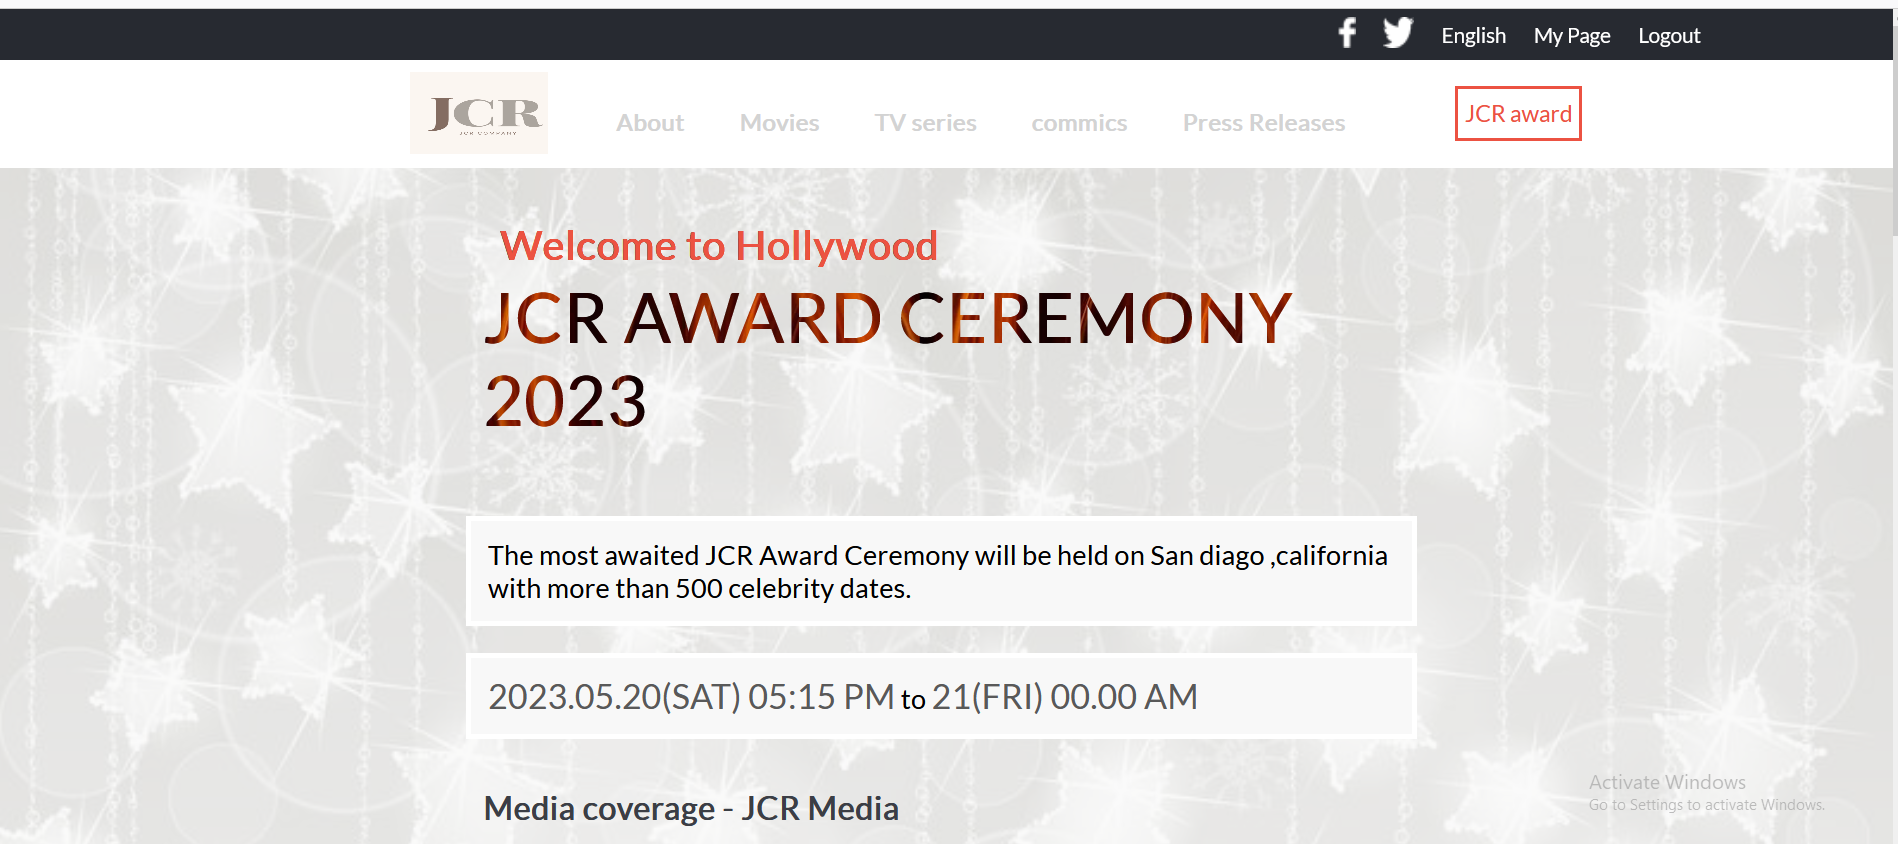 English My Page Logout
JCR
JCR COMPANY
About Movies TV series commics Press Releases
JCR award
Welcome to Hollywood
JCR AWARD CEREMONY
2023
The most awaited JCR Award Ceremony will be held on San diago ,california
with more than 500 celebrity dates.
2023.05.20(SAT) 05:15 PM to 21(FRI) 00.00 AM
Media coverage - JCR Media
Activate Windows
Go to Settings to activate Windows.